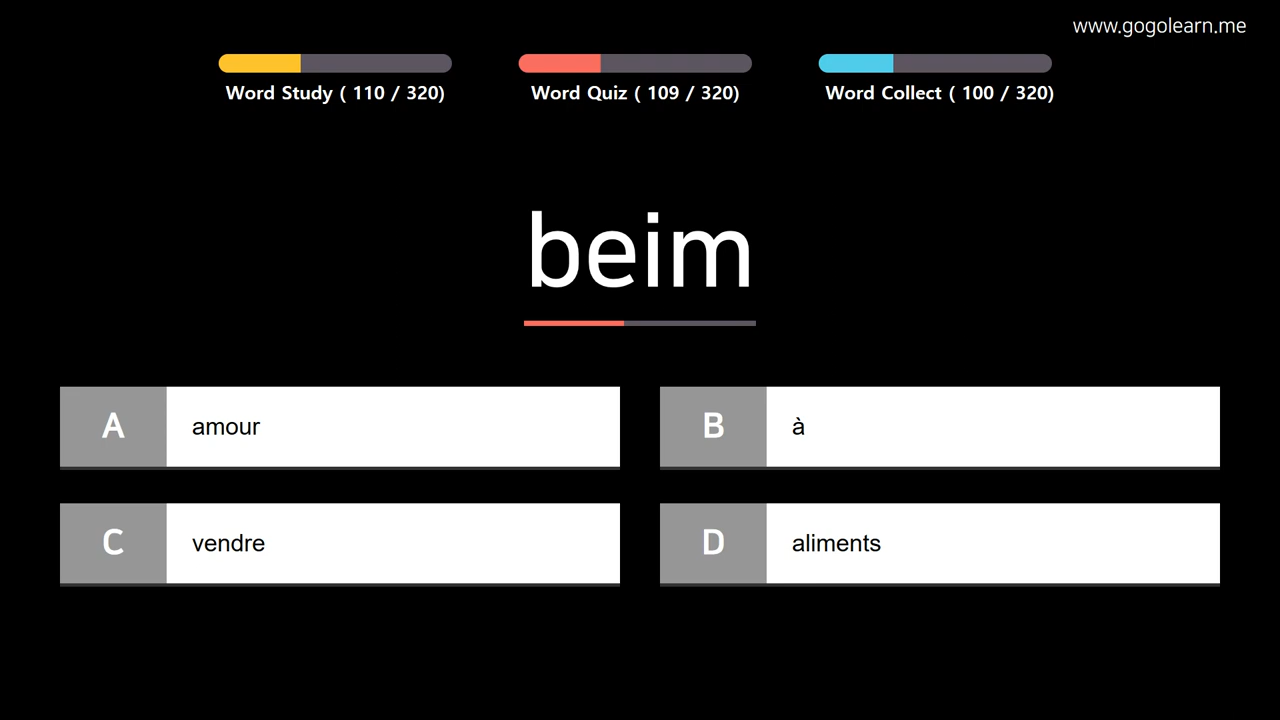 www.gogolearn.me
Word Study ( 110 / 320)
Word Quiz ( 109 / 320)
Word Collect ( 100 / 320)
beim
A amour
B à
C vendre
D aliments